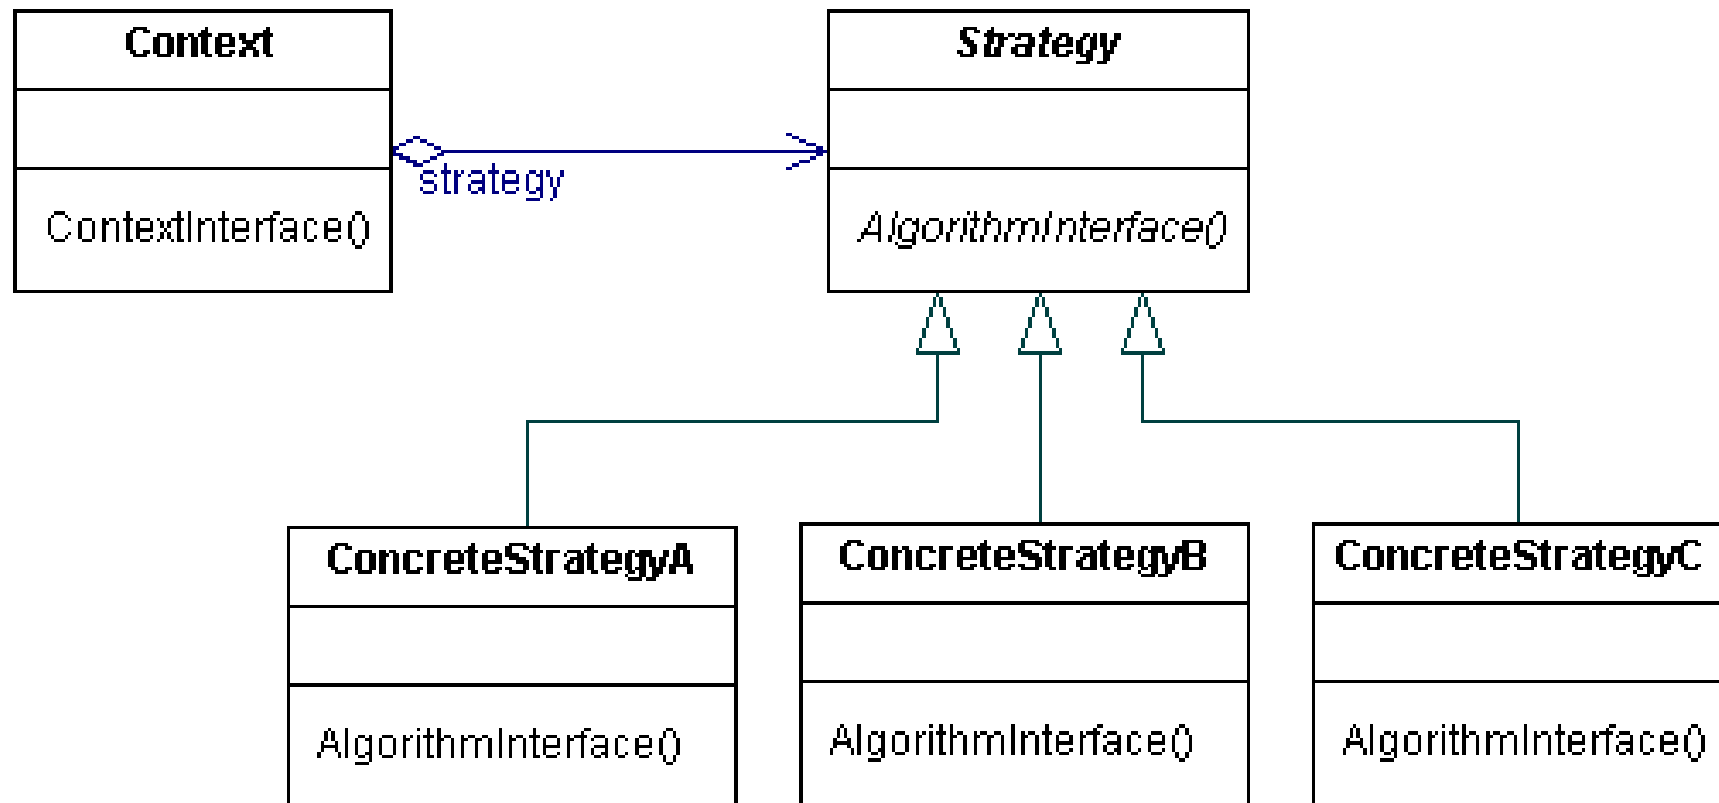 Context
Strategy
strategy
ContextInterface()
AlgorithmInterface()
ConcreteStrategyA
ConcreteStrategyB
ConcreteStrategyC
AlgorithmInterface()
AlgorithmInterface()
AlgorithmInterface()